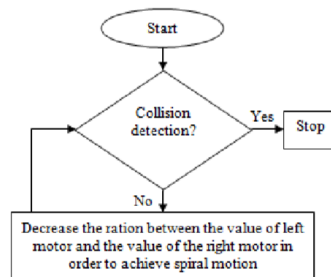 Start
Collision
detection?
Yes
Stop
No
Decrease the ration between the value of left
motor and the value of the right motor in
order to achieve spiral motion